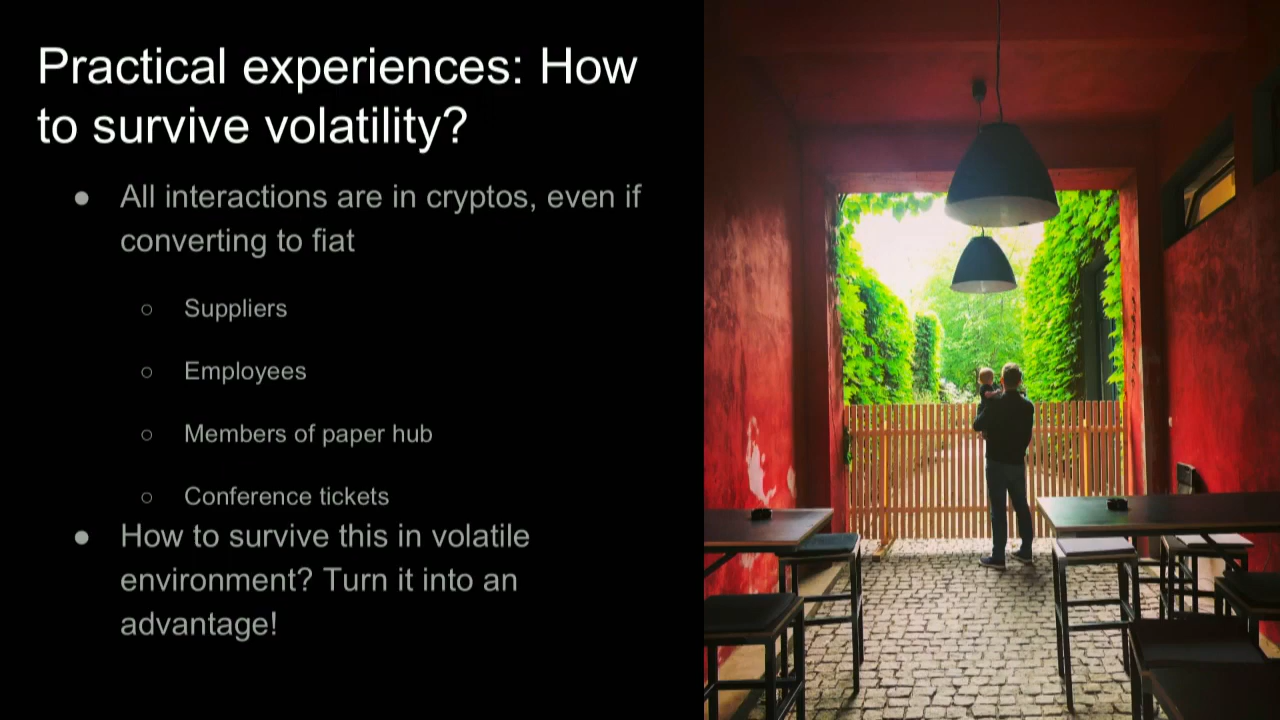 Practical experiences: How
to survive volatility?
● All interactions are in cryptos, even if
converting to fiat
○ Suppliers
○ Employees
○ Members of paper hub
○ Conference tickets
● How to survive this in volatile
environment? Turn it into an
advantage!